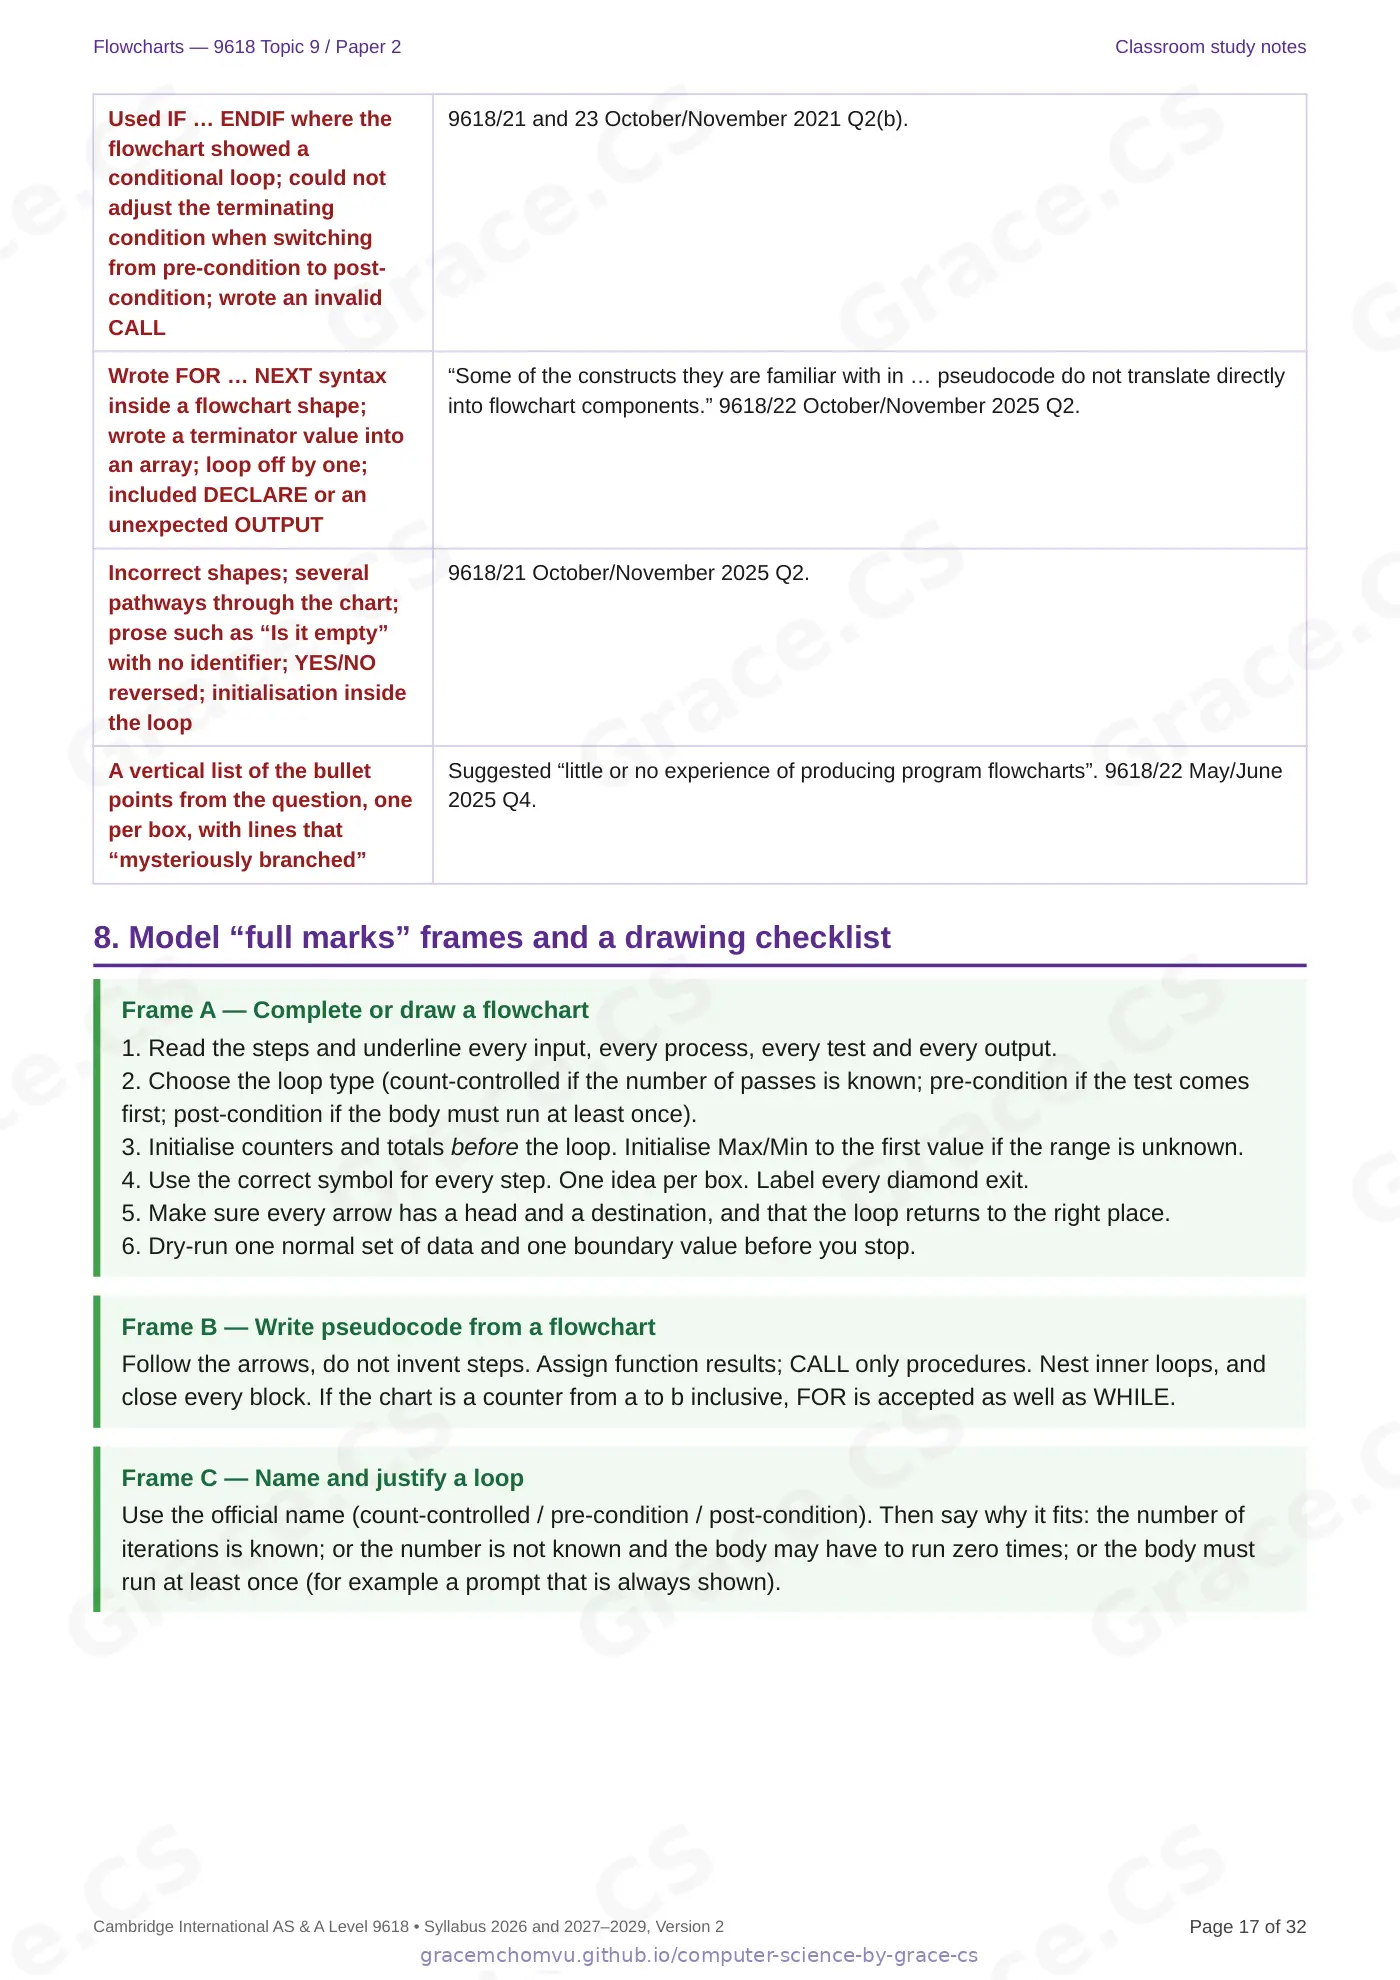 Flowcharts — 9618 Topic 9 / Paper 2
Classroom study notes
Used IF … ENDIF where the
flowchart showed a
conditional loop; could not
adjust the terminating
condition when switching
from pre-condition to post-
condition; wrote an invalid
CALL
9618/21 and 23 October/November 2021 Q2(b).
Wrote FOR … NEXT syntax
inside a flowchart shape;
wrote a terminator value into
an array; loop off by one;
included DECLARE or an
unexpected OUTPUT
“Some of the constructs they are familiar with in … pseudocode do not translate directly
into flowchart components.” 9618/22 October/November 2025 Q2.
Incorrect shapes; several
pathways through the chart;
prose such as “Is it empty”
with no identifier; YES/NO
reversed; initialisation inside
the loop
9618/21 October/November 2025 Q2.
A vertical list of the bullet
points from the question, one
per box, with lines that
“mysteriously branched”
Suggested “little or no experience of producing program flowcharts”. 9618/22 May/June
2025 Q4.
8. Model “full marks” frames and a drawing checklist
Frame A — Complete or draw a flowchart
1. Read the steps and underline every input, every process, every test and every output.
2. Choose the loop type (count-controlled if the number of passes is known; pre-condition if the test comes
first; post-condition if the body must run at least once).
3. Initialise counters and totals before the loop. Initialise Max/Min to the first value if the range is unknown.
4. Use the correct symbol for every step. One idea per box. Label every diamond exit.
5. Make sure every arrow has a head and a destination, and that the loop returns to the right place.
6. Dry-run one normal set of data and one boundary value before you stop.
Frame B — Write pseudocode from a flowchart
Follow the arrows, do not invent steps. Assign function results; CALL only procedures. Nest inner loops, and
close every block. If the chart is a counter from a to b inclusive, FOR is accepted as well as WHILE.
Frame C — Name and justify a loop
Use the official name (count-controlled / pre-condition / post-condition). Then say why it fits: the number of
iterations is known; or the number is not known and the body may have to run zero times; or the body must
run at least once (for example a prompt that is always shown).
Cambridge International AS & A Level 9618 • Syllabus 2026 and 2027–2029, Version 2
Page 17 of 32
gracemchomvu.github.io/computer-science-by-grace-cs
Grace.CS